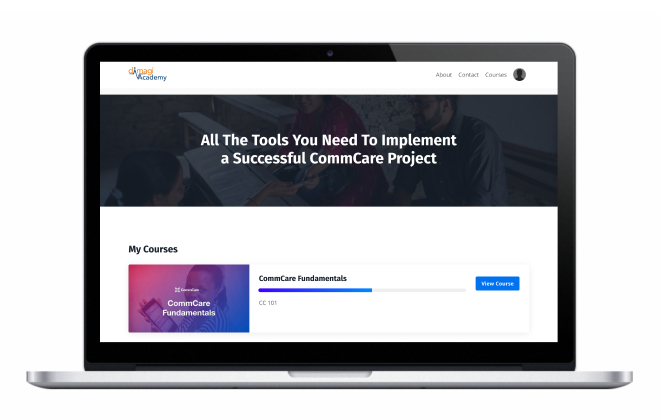 dimagi
Academy
About Contact Courses
All The Tools You Need To Implement
a Successful CommCare Project
My Courses
CommCare
CommCare
Fundamentals
CommCare Fundamentals
CC 101
View Course